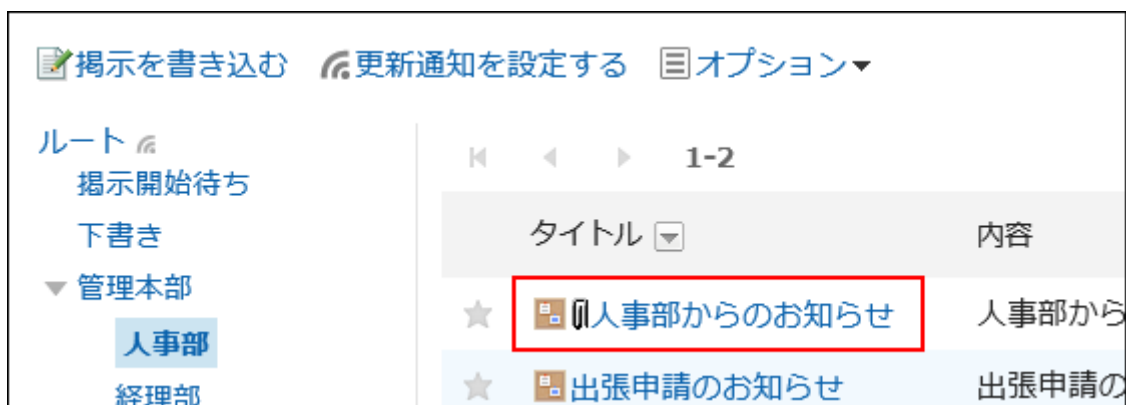 掲示を書き込む 更新通知を設定する オプション
ルート
掲示開始待ち
下書き
管理本部
人事部
経理部
1-2
タイトル 内容
人事部からのお知らせ 人事部から
出張申請のお知らせ 出張申請の